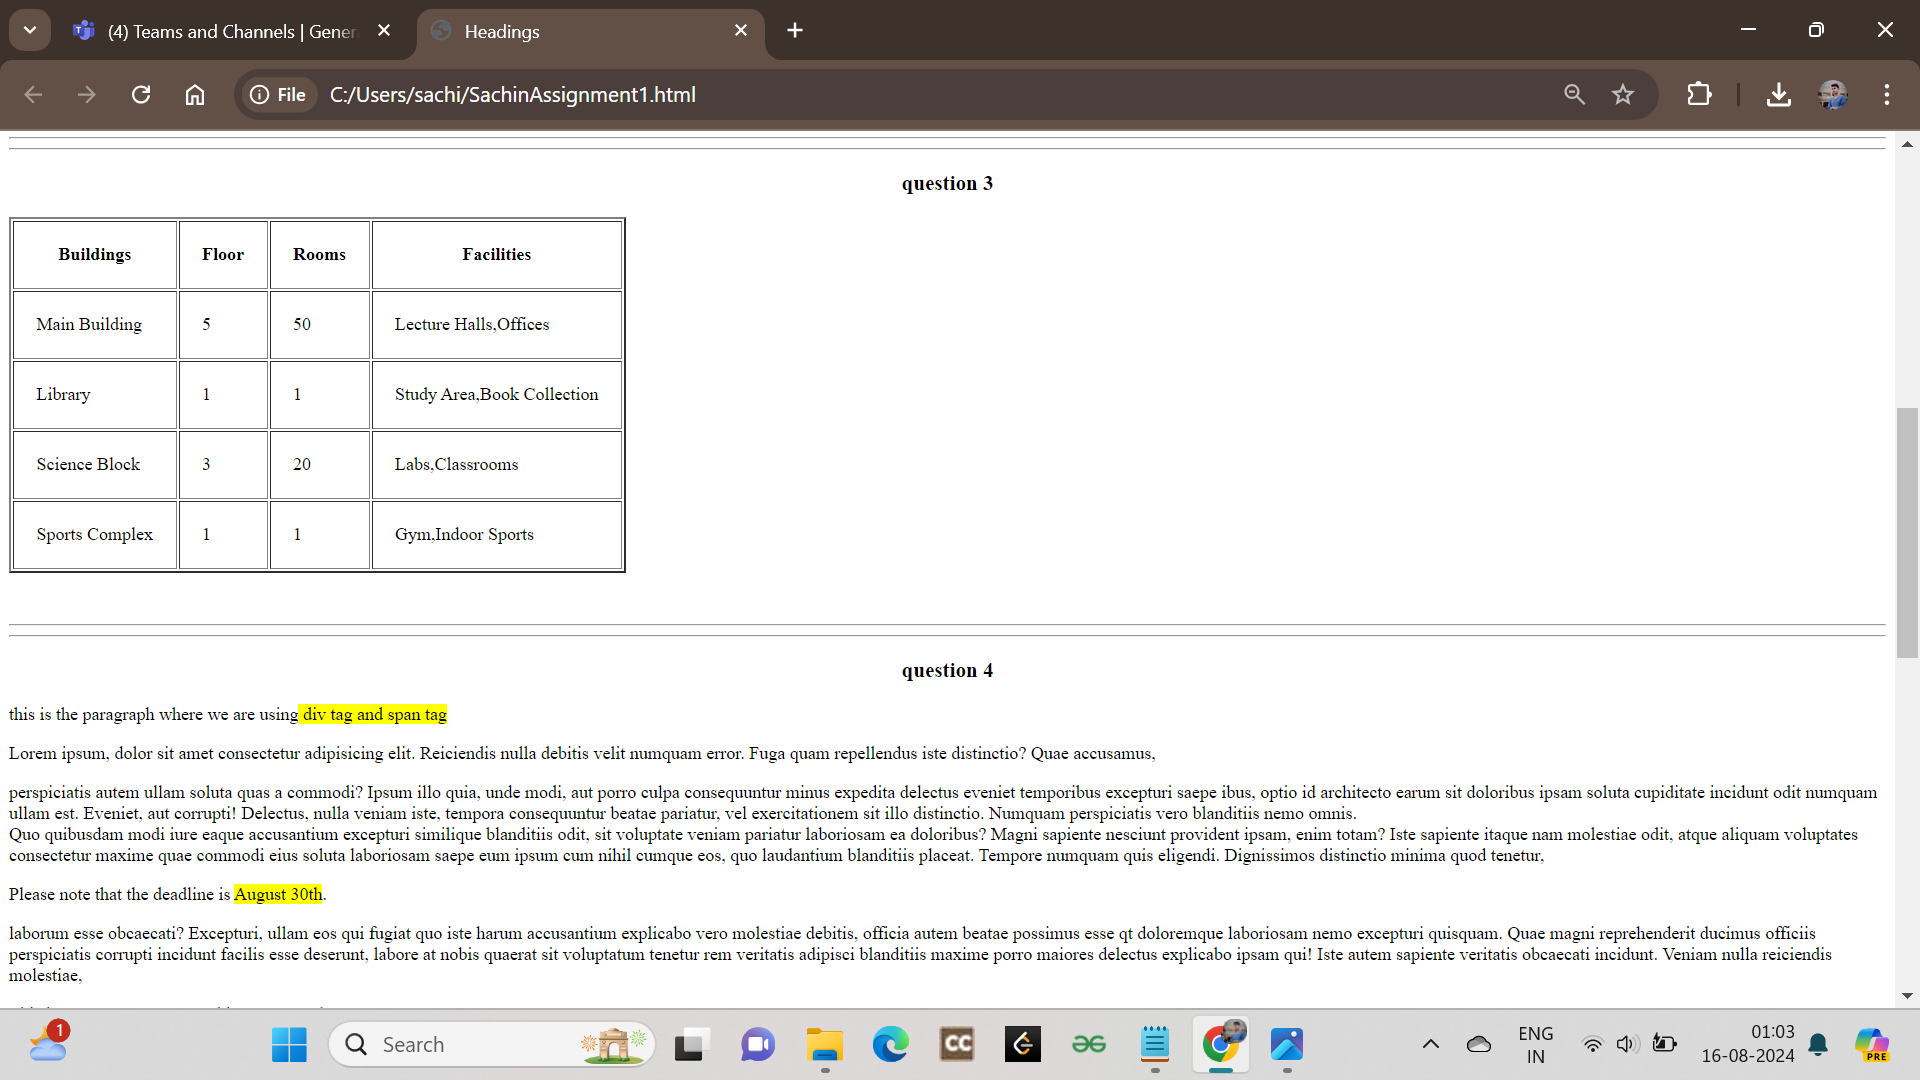 (4) Teams and Channels | Gener
Headings
File
C:/Users/sachi/SachinAssignment1.html
question 3
Buildings Floor Rooms Facilities
Main Building 5 50 Lecture Halls,Offices
Library 1 1 Study Area,Book Collection
Science Block 3 20 Labs,Classrooms
Sports Complex 1 1 Gym,Indoor Sports
question 4
this is the paragraph where we are using div tag and span tag
Lorem ipsum, dolor sit amet consectetur adipisicing elit. Reiciendis nulla debitis velit numquam error. Fuga quam repellendus iste distinctio? Quae accusamus,
perspiciatis autem ullam soluta quas a commodi? Ipsum illo quia, unde modi, aut porro culpa consequuntur minus expedita delectus eveniet temporibus excepturi saepe ibus, optio id architecto earum sit doloribus ipsam soluta cupiditate incidunt odit numquam
ullam est. Eveniet, aut corrupti! Delectus, nulla veniam iste, tempora consequuntur beatae pariatur, vel exercitationem sit illo distinctio. Numquam perspiciatis vero blanditiis nemo omnis.
Quo quibusdam modi iure eaque accusantium excepturi similique blanditiis odit, sit voluptate veniam pariatur laboriosam ea doloribus? Magni sapiente nesciunt provident ipsam, enim totam? Iste sapiente itaque nam molestiae odit, atque aliquam voluptates
consectetur maxime quae commodi eius soluta laboriosam saepe eum ipsum cum nihil cumque eos, quo laudantium blanditiis placeat. Tempore numquam quis eligendi. Dignissimos distinctio minima quod tenetur,
Please note that the deadline is August 30th.
laborum esse obcaecati? Excepturi, ullam eos qui fugiat quo iste harum accusantium explicabo vero molestiae debitis, officia autem beatae possimus esse qt doloremque laboriosam nemo excepturi quisquam. Quae magni reprehenderit ducimus officiis
perspiciatis corrupti incidunt facilis esse deserunt, labore at nobis quaerat sit voluptatum tenetur rem veritatis adipisci blanditiis maxime porro maiores delectus explicabo ipsam qui! Iste autem sapiente veritatis obcaecati incidunt. Veniam nulla reiciendis
molestiae,
1
Search
CC
ENG
IN
01:03
16-08-2024
PRE